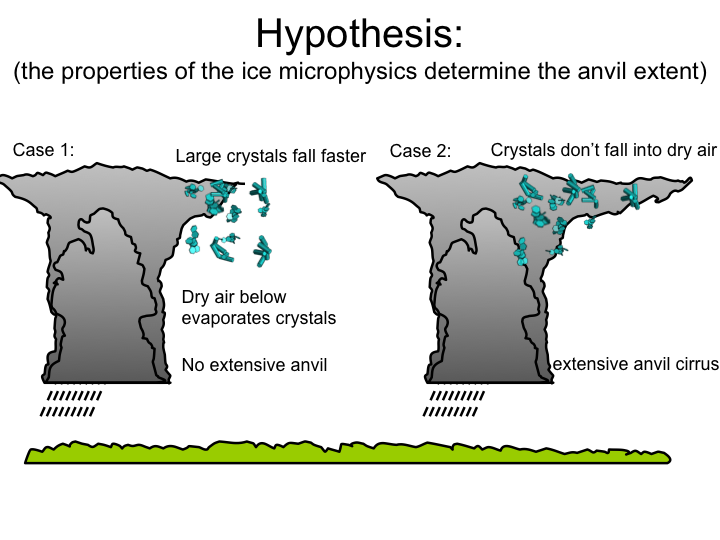 Hypothesis:
(the properties of the ice microphysics determine the anvil extent)
Case 1:
Large crystals fall faster
Dry air below
evaporates crystals
No extensive anvil
Case 2:
Crystals don’t fall into dry air
extensive anvil cirrus